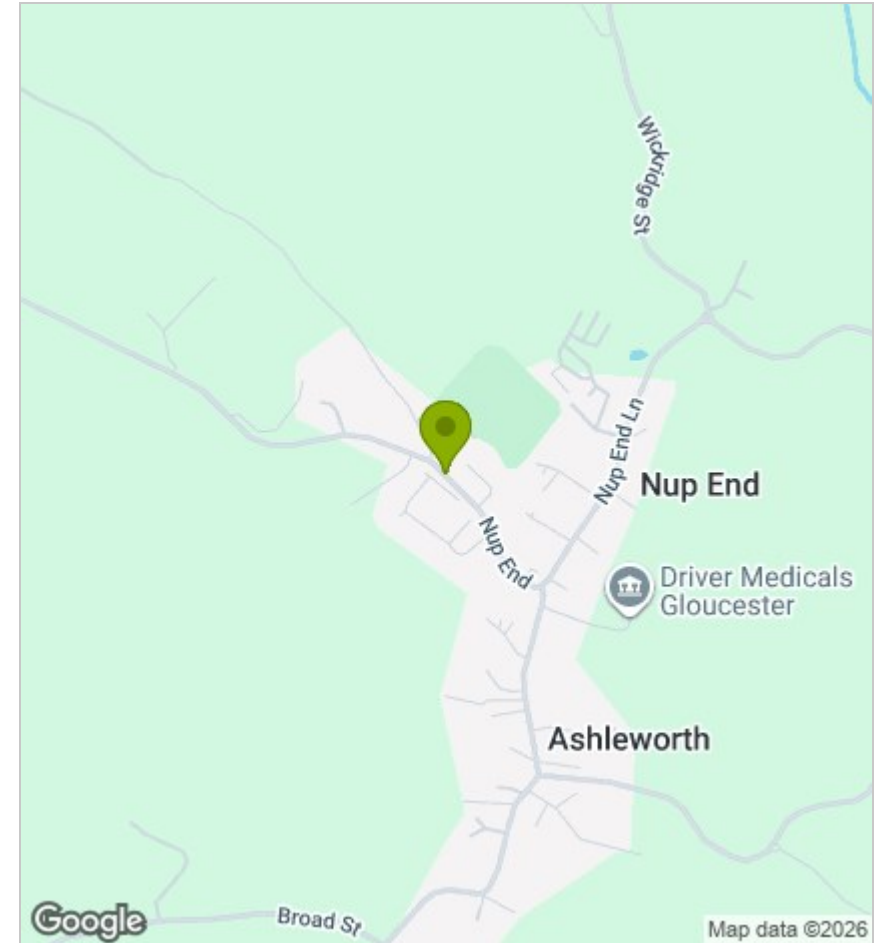 Wickridge St
Nup End Ln
Nup End
Nup End
Driver Medicals
Gloucester
Ashleworth
Broad St
Google
Map data ©2026